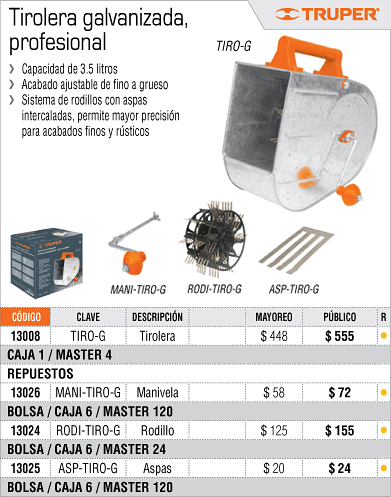 Tirolera galvanizada,
profesional
TRUPER®
› Capacidad de 3.5 litros
› Acabado ajustable de fino a grueso
› Sistema de rodillos con aspas
intercaladas, permite mayor precisión
para acabados finos y rústicos
TIRO-G
TRUPER
MANI-TIRO-G
RODI-TIRO-G
ASP-TIRO-G
CÓDIGO CLAVE DESCRIPCIÓN MAYOREO PÚBLICO R
13008 TIRO-G Tirolera $ 448 $ 555
CAJA 1 / MASTER 4
REPUESTOS
13026 MANI-TIRO-G Manivela $ 58 $ 72
BOLSA / CAJA 6 / MASTER 120
13024 RODI-TIRO-G Rodillo $ 125 $ 155
BOLSA / CAJA 6 / MASTER 24
13025 ASP-TIRO-G Aspas $ 20 $ 24
BOLSA / CAJA 6 / MASTER 120